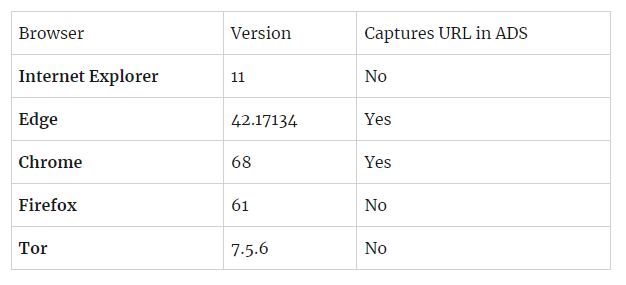 Browser Version Captures URL in ADS
Internet Explorer 11 No
Edge 42.17134 Yes
Chrome 68 Yes
Firefox 61 No
Tor 7.5.6 No